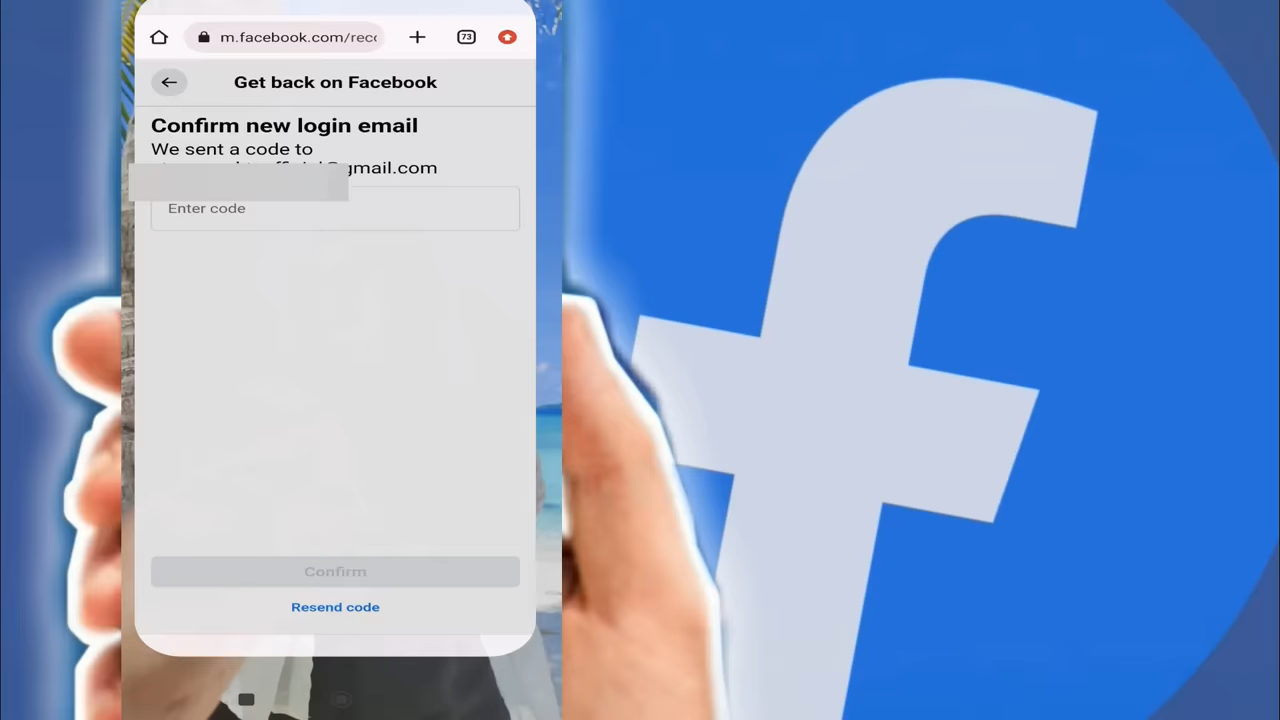 m.facebook.com/reco
73
Get back on Facebook
Confirm new login email
We sent a code to
@gmail.com
Enter code
Confirm
Resend code